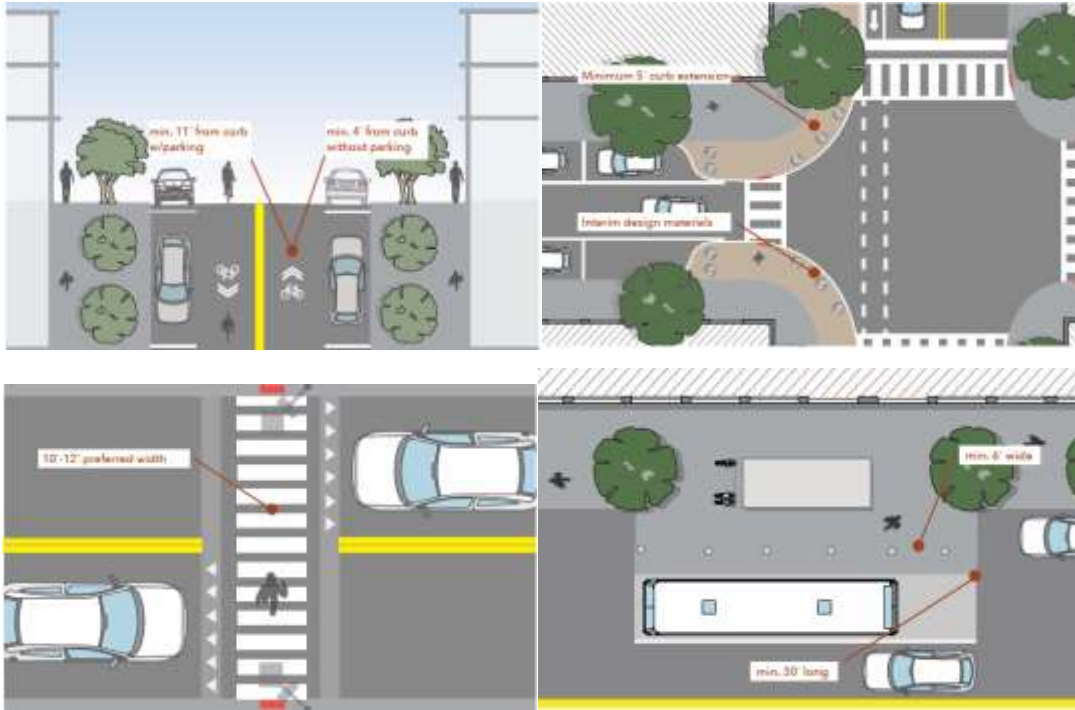 min. 11' from curb
w/parking
min. 4' from curb
without parking
Minimum 5' curb extension
Interim design materials
10'-12' preferred width
min. 6' wide
min. 30' long